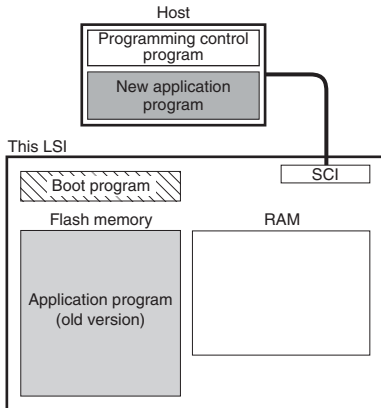 Host
Programming control
program
New application
program
This LSI
SCI
Boot program
Flash memory
RAM
Application program
(old version)